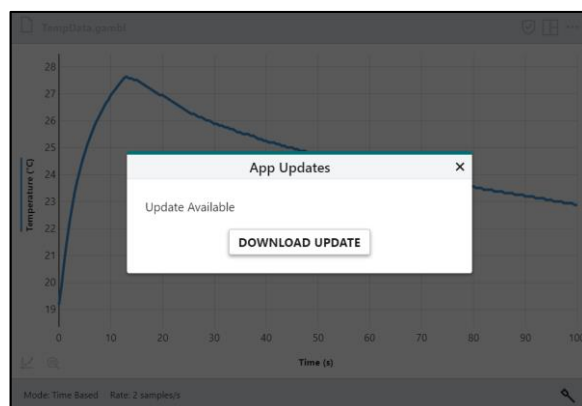 TempData.gambl
28
27
26
25
24
23
22
21
20
19
Temperature (°C)
App Updates ×
Update Available
DOWNLOAD UPDATE
0 10 20 30 40 50 60 70 80 90 100
Time (s)
Mode: Time Based Rate: 2 samples/s